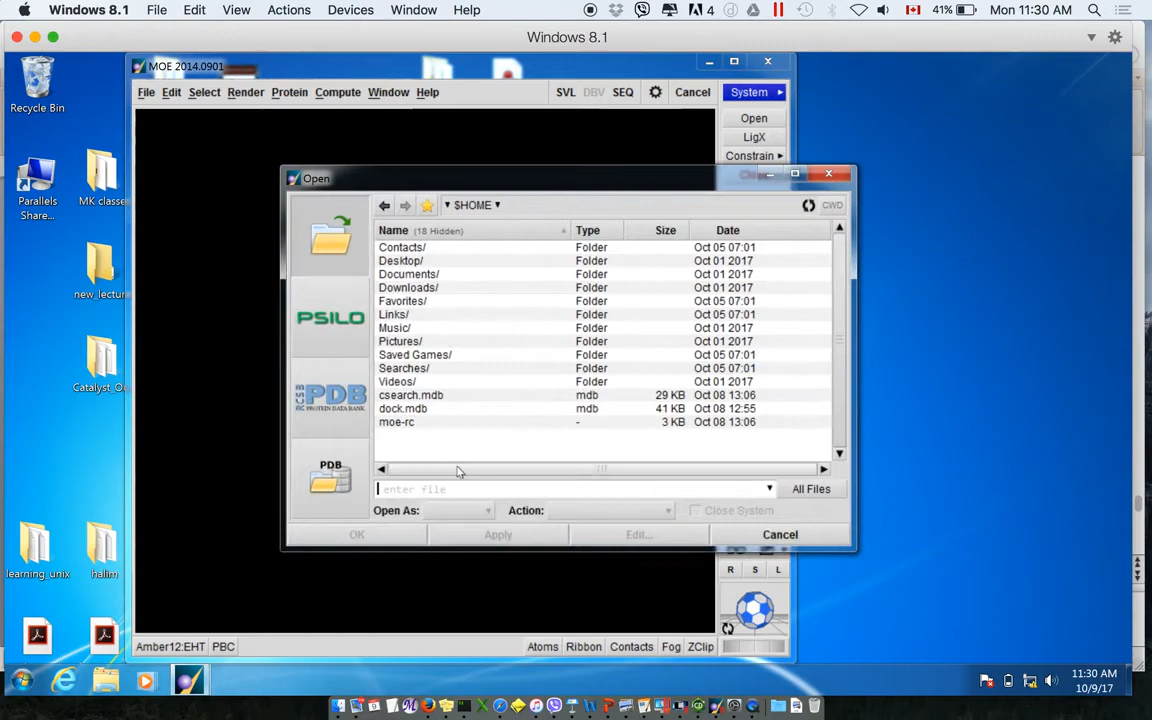 Windows 8.1 File Edit View Actions Devices Window Help 4 41% Mon 11:30 AM
Windows 8.1
MOE 2014.0901
File Edit Select Render Protein Compute Window Help SVL DBV SEQ Cancel System
Open
LigX
Constrain
Recycle Bin
Parallels
Share...
MK classe
new_lectur
Catalyst_O
learning_unix
halim
Open
$HOME CWD
Name (18 Hidden) Type Size Date
Contacts/ Folder Oct 05 07:01
Desktop/ Folder Oct 01 2017
Documents/ Folder Oct 01 2017
Downloads/ Folder Oct 01 2017
Favorites/ Folder Oct 05 07:01
Links/ Folder Oct 05 07:01
Music/ Folder Oct 01 2017
Pictures/ Folder Oct 01 2017
Saved Games/ Folder Oct 05 07:01
Searches/ Folder Oct 05 07:01
Videos/ Folder Oct 01 2017
csearch.mdb mdb 29 KB Oct 08 13:06
dock.mdb mdb 41 KB Oct 08 12:55
moe-rc - 3 KB Oct 08 13:06
PSILO
RCSB PDB
PROTEIN DATA BANK
PDB
enter file All Files
Open As: Action: Close System
OK Apply Edit... Cancel
R S L
Amber12:EHT PBC Atoms Ribbon Contacts Fog ZClip
11:30 AM
10/9/17